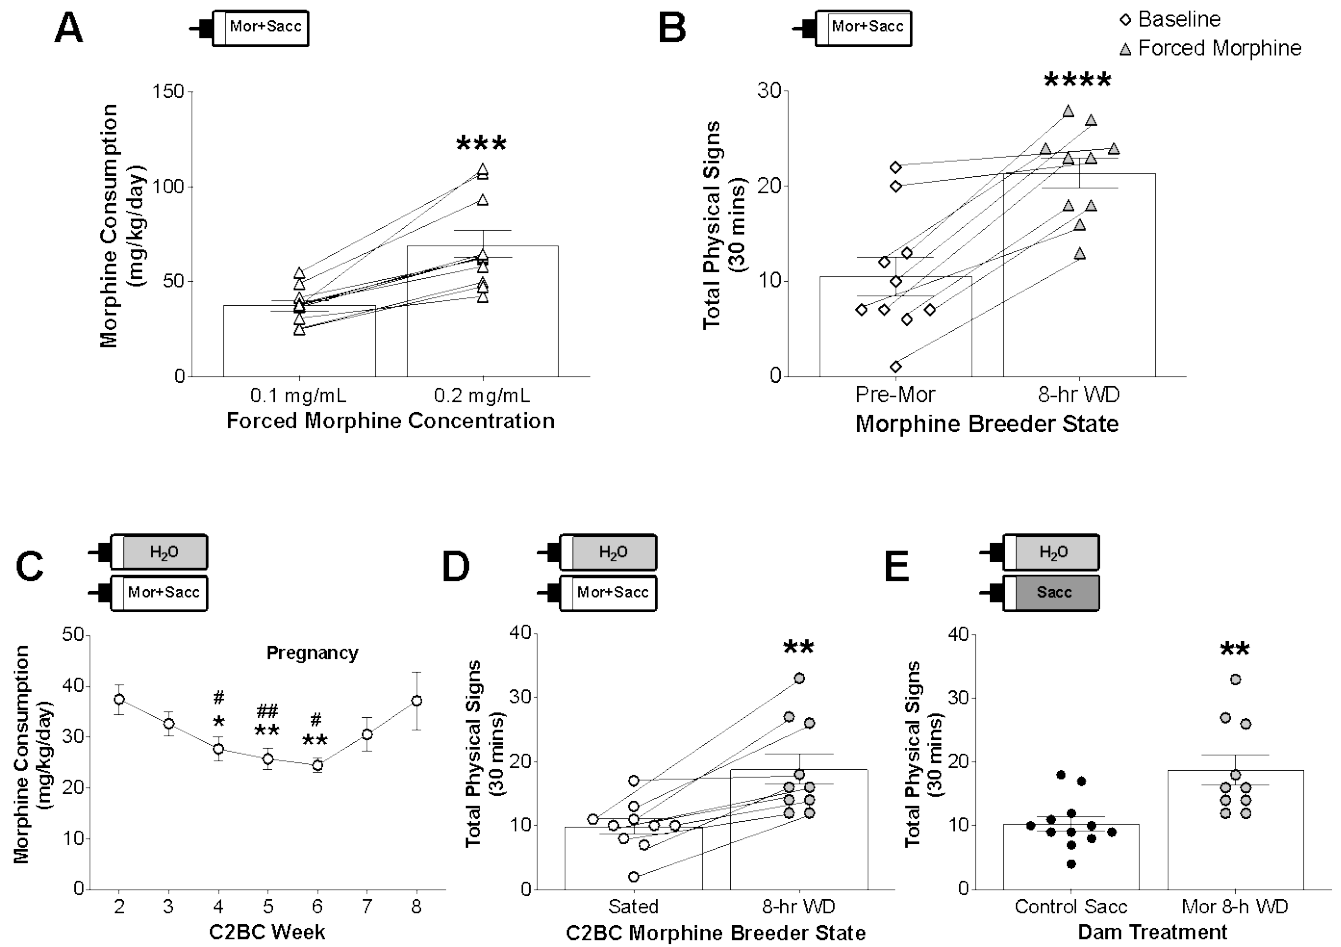 A
Mor+Sacc
150
100
50
0
Morphine Consumption
(mg/kg/day)
***
0.1 mg/mL
0.2 mg/mL
Forced Morphine Concentration
B
Mor+Sacc
Baseline
Forced Morphine
30
20
10
0
Total Physical Signs
(30 mins)
****
Pre-Mor
8-hr WD
Morphine Breeder State
C
H2O
Mor+Sacc
50
40
30
20
10
0
Morphine Consumption
(mg/kg/day)
Pregnancy
#
*
##
**
#
**
2
3
4
5
6
7
8
C2BC Week
D
H2O
Mor+Sacc
40
30
20
10
0
Total Physical Signs
(30 mins)
**
Sated
8-hr WD
C2BC Morphine Breeder State
E
H2O
Sacc
40
30
20
10
0
Total Physical Signs
(30 mins)
**
Control Sacc
Mor 8-h WD
Dam Treatment